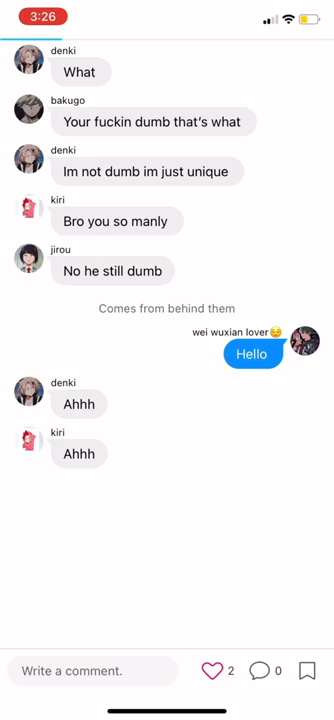 3:26
denki
What
bakugo
Your fuckin dumb that's what
denki
Im not dumb im just unique
kiri
Bro you so manly
jirou
No he still dumb
Comes from behind them
wei wuxian lover😌
Hello
denki
Ahhh
kiri
Ahhh
Write a comment.
2
0